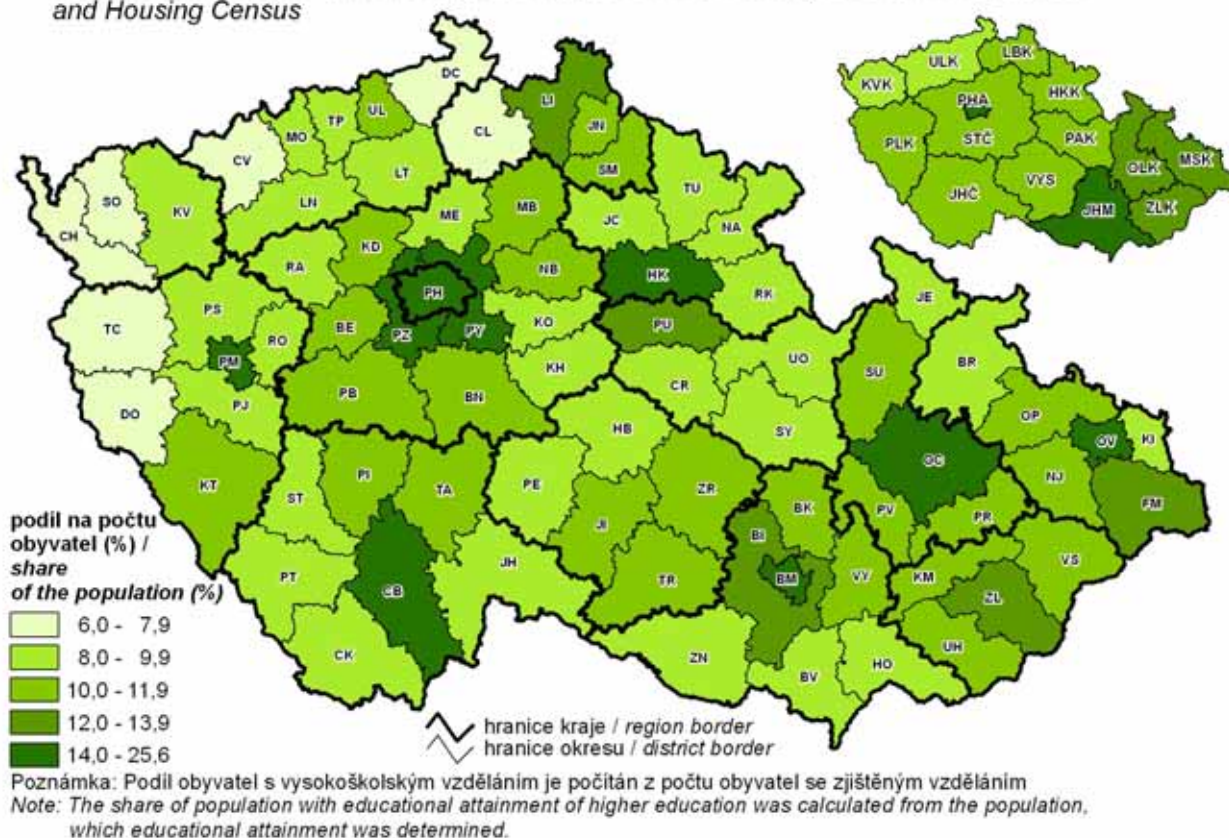 and Housing Census
DC
LI
CL
UL
TP
MO
JN
CV
SM
LT
SO
KV
LN
CH
ME
MB
TU
JC
NA
KD
RA
NB
HK
PH
RK
TC
PS
BE
PZ
PY
KO
PU
RO
PM
KH
UO
CR
DO
PJ
PB
BN
SY
HB
KT
ST
PI
TA
PE
ZR
JI
BK
BI
PT
JH
TR
BM
VY
CB
CK
ZN
BV
HO
JE
BR
SU
OP
OV
KI
OC
NJ
FM
PV
PR
VS
KM
ZL
UH
KVK
ULK
LBK
HKK
PHA
STČ
PAK
PLK
OLK
MSK
VYS
JHČ
JHM
ZLK
podíl na počtu
obyvatel (%) /
share
of the population (%)
6,0 - 7,9
8,0 - 9,9
10,0 - 11,9
12,0 - 13,9
14,0 - 25,6
hranice kraje / region border
hranice okresu / district border
Poznámka: Podíl obyvatel s vysokoškolským vzděláním je počítán z počtu obyvatel se zjištěným vzděláním
Note: The share of population with educational attainment of higher education was calculated from the population,
which educational attainment was determined.